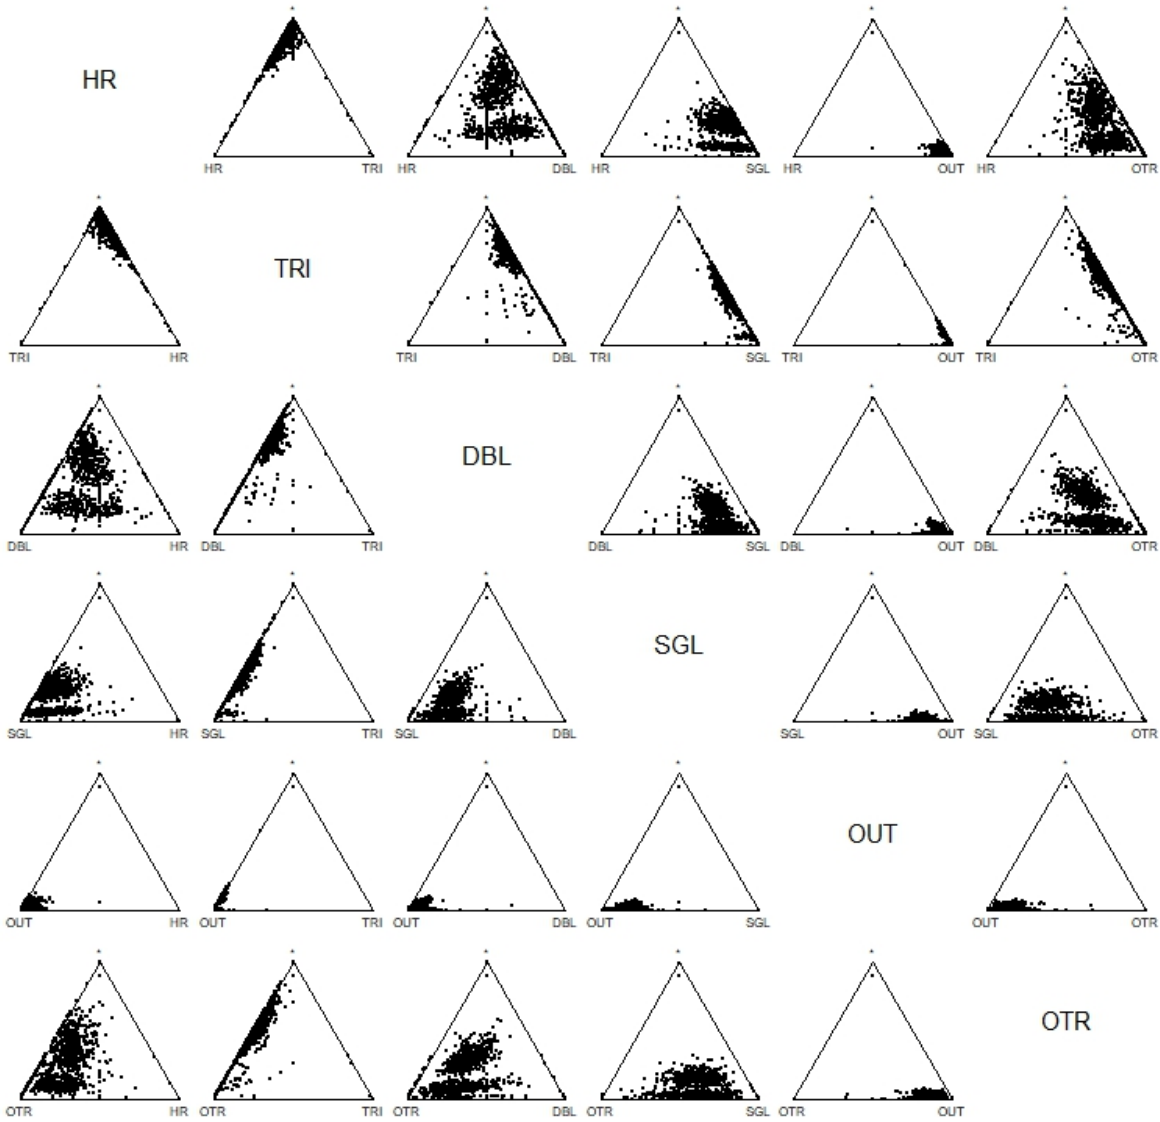 * * * * *
HR
HR TRI HR DBL HR SGL HR OUT HR OTR
* * * * *
TRI
TRI HR TRI DBL TRI SGL TRI OUT TRI OTR
* * * * *
DBL
DBL HR DBL TRI DBL SGL DBL OUT DBL OTR
* * * * *
SGL
SGL HR SGL TRI SGL DBL SGL OUT SGL OTR
* * * * *
OUT
OUT HR OUT TRI OUT DBL OUT SGL OUT OTR
* * * * *
OTR
OTR HR OTR TRI OTR DBL OTR SGL OTR OUT